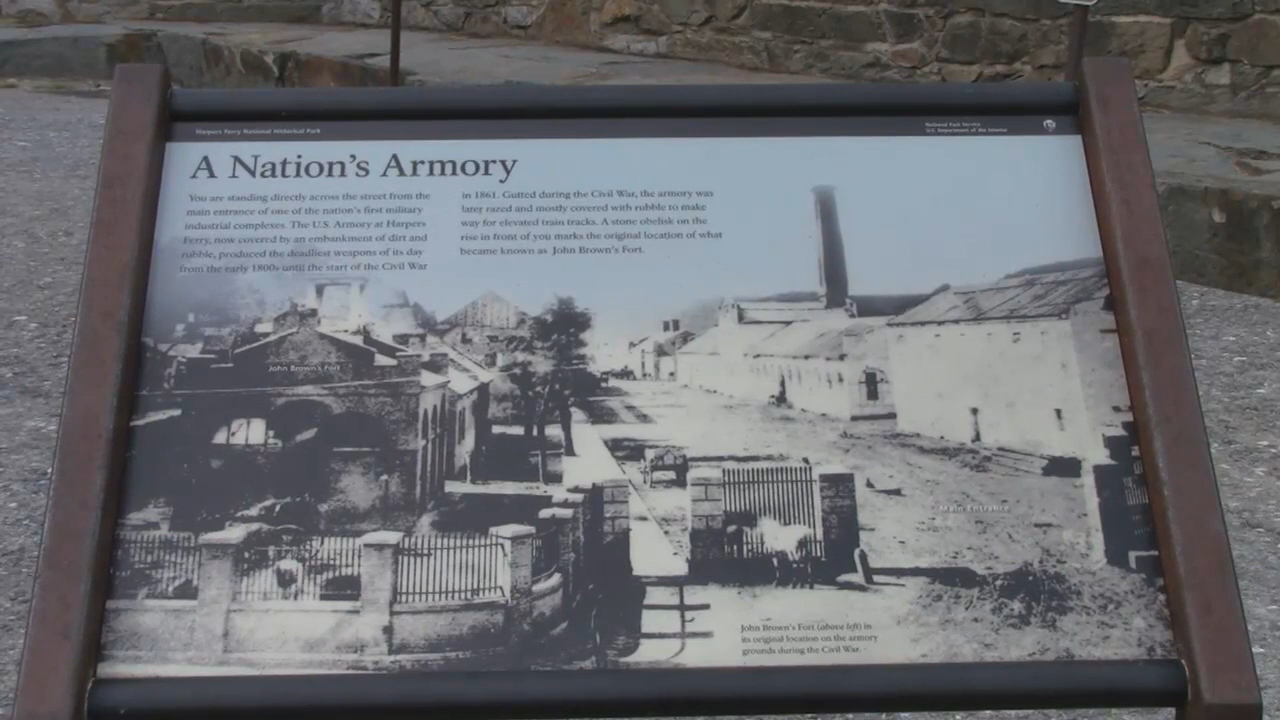 Harpers Ferry National Historical Park
National Park Service
U.S. Department of the Interior
A Nation's Armory
You are standing directly across the street from the
main entrance of one of the nation's first military
industrial complexes. The U.S. Armory at Harpers
Ferry, now covered by an embankment of dirt and
rubble, produced the deadliest weapons of its day
from the early 1800s until the start of the Civil War
in 1861. Gutted during the Civil War, the armory was
later razed and mostly covered with rubble to make
way for elevated train tracks. A stone obelisk on the
rise in front of you marks the original location of what
became known as John Brown's Fort.
John Brown's Fort
Main Entrance
John Brown's Fort (above left) in
its original location on the armory
grounds during the Civil War.